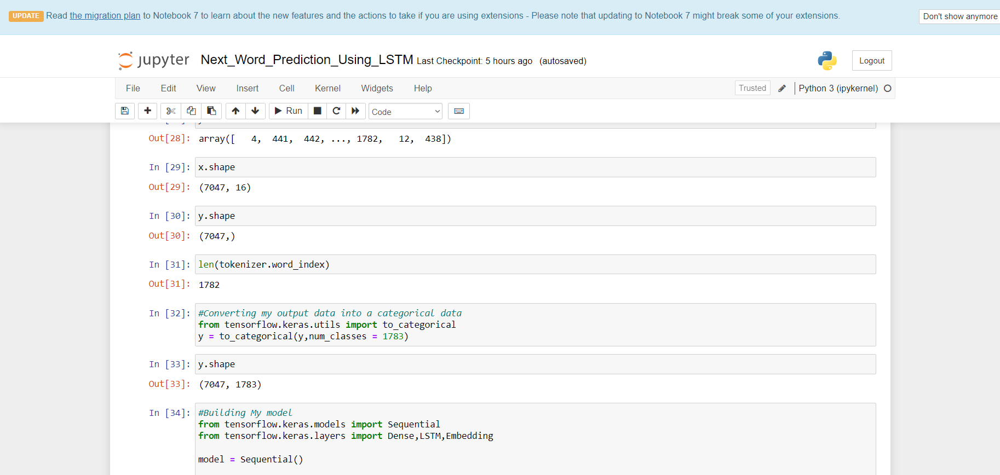 UPDATE Read the migration plan to Notebook 7 to learn about the new features and the actions to take if you are using extensions - Please note that updating to Notebook 7 might break some of your extensions. Don't show anymore
jupyter Next_Word_Prediction_Using_LSTM Last Checkpoint: 5 hours ago (autosaved) Logout
File Edit View Insert Cell Kernel Widgets Help Trusted Python 3 (ipykernel)
Run Code
Out[28]: array([   4,  441,  442, ..., 1782,   12,  438])
In [29]: x.shape
Out[29]: (7047, 16)
In [30]: y.shape
Out[30]: (7047,)
In [31]: len(tokenizer.word_index)
Out[31]: 1782
In [32]: #Converting my output data into a categorical data
from tensorflow.keras.utils import to_categorical
y = to_categorical(y,num_classes = 1783)
In [33]: y.shape
Out[33]: (7047, 1783)
In [34]: #Building My model
from tensorflow.keras.models import Sequential
from tensorflow.keras.layers import Dense,LSTM,Embedding
model = Sequential()